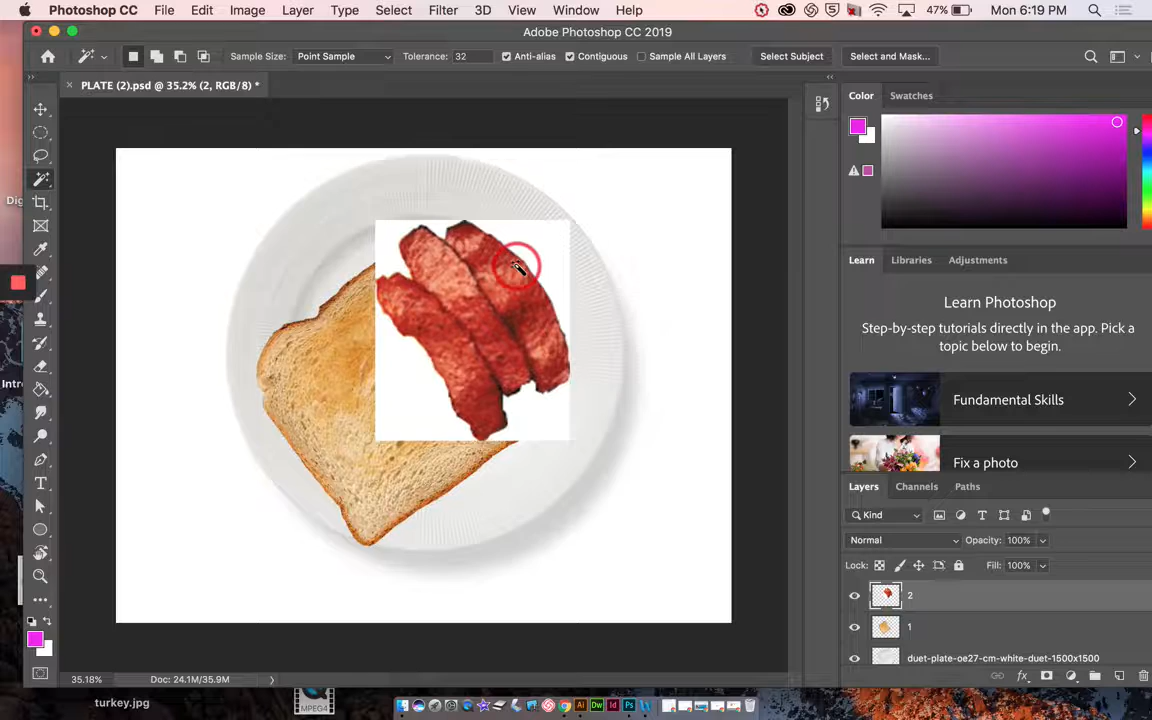 Photoshop CC File Edit Image Layer Type Select Filter 3D View Window Help 47% Mon 6:19 PM
Adobe Photoshop CC 2019
Sample Size: Point Sample Tolerance: 32 Anti-alias Contiguous Sample All Layers Select Subject Select and Mask...
PLATE (2).psd @ 35.2% (2, RGB/8) *
Color Swatches
Dig
Learn Libraries Adjustments
Learn Photoshop
Step-by-step tutorials directly in the app. Pick a
topic below to begin.
Intro
Fundamental Skills
Fix a photo
Layers Channels Paths
Kind
Normal Opacity: 100%
Lock: Fill: 100%
2
1
duet-plate-oe27-cm-white-duet-1500x1500
35.18% Doc: 24.1M/35.9M
turkey.jpg
MPEG4